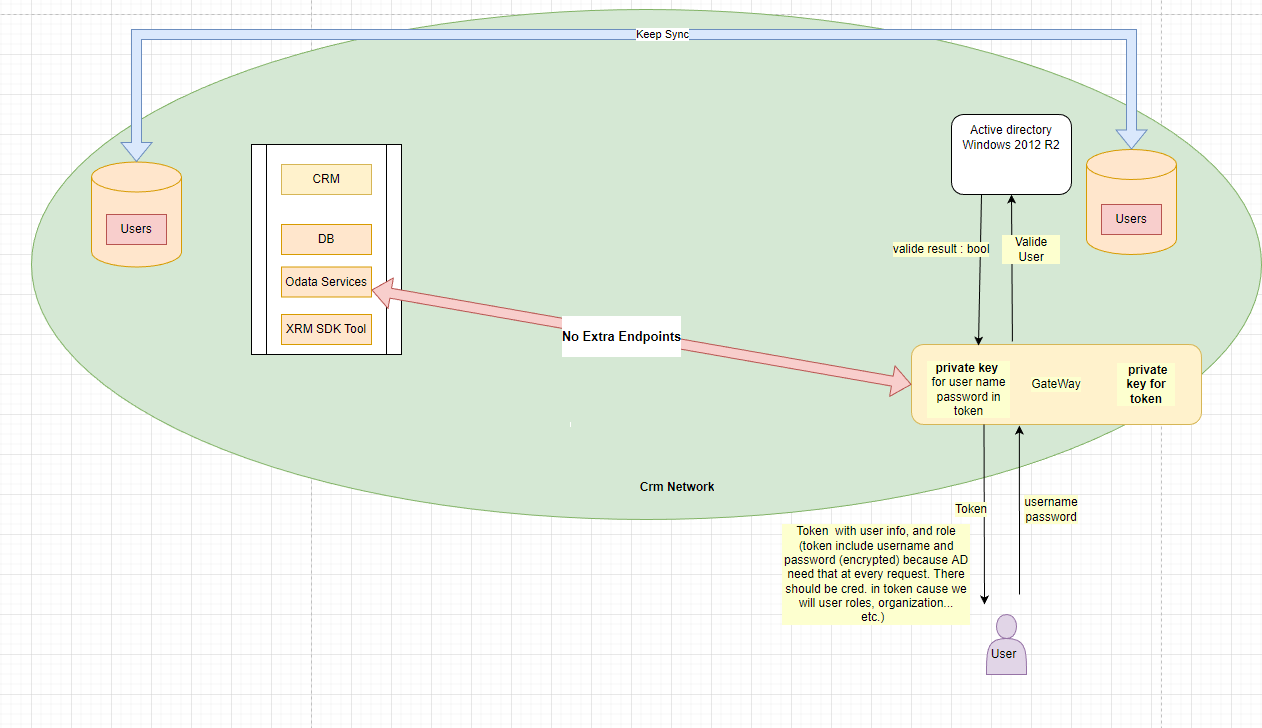 Keep Sync
Active directory
Windows 2012 R2
CRM
Users
Users
DB
valide result : bool
Valide
User
Odata Services
XRM SDK Tool
No Extra Endpoints
private key
for user name
password in
token
GateWay
private
key for
token
Crm Network
Token
username
password
Token with user info, and role
(token include username and
password (encrypted) because AD
need that at every request. There
should be cred. in token cause we
will user roles, organization...
etc.)
User